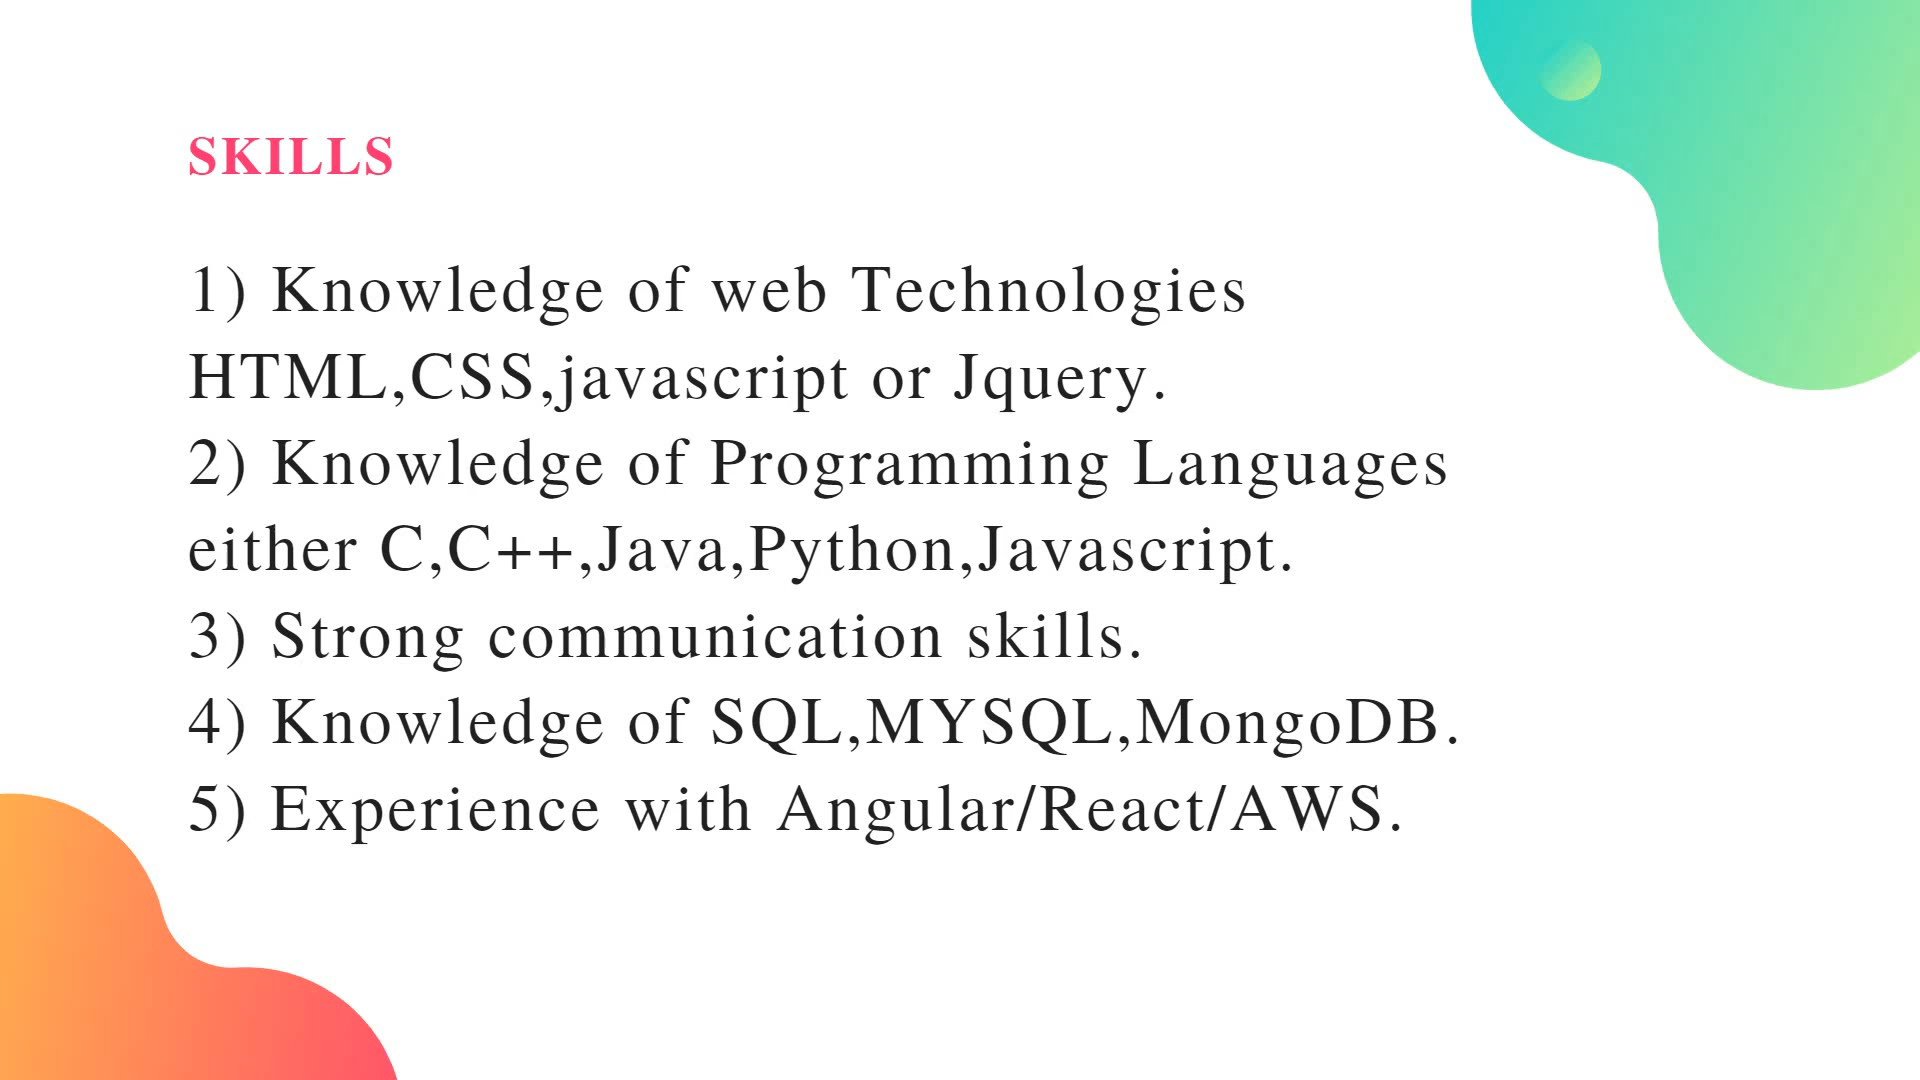 SKILLS
1) Knowledge of web Technologies
HTML,CSS,javascript or Jquery.
2) Knowledge of Programming Languages
either C,C++,Java,Python,Javascript.
3) Strong communication skills.
4) Knowledge of SQL,MYSQL,MongoDB.
5) Experience with Angular/React/AWS.